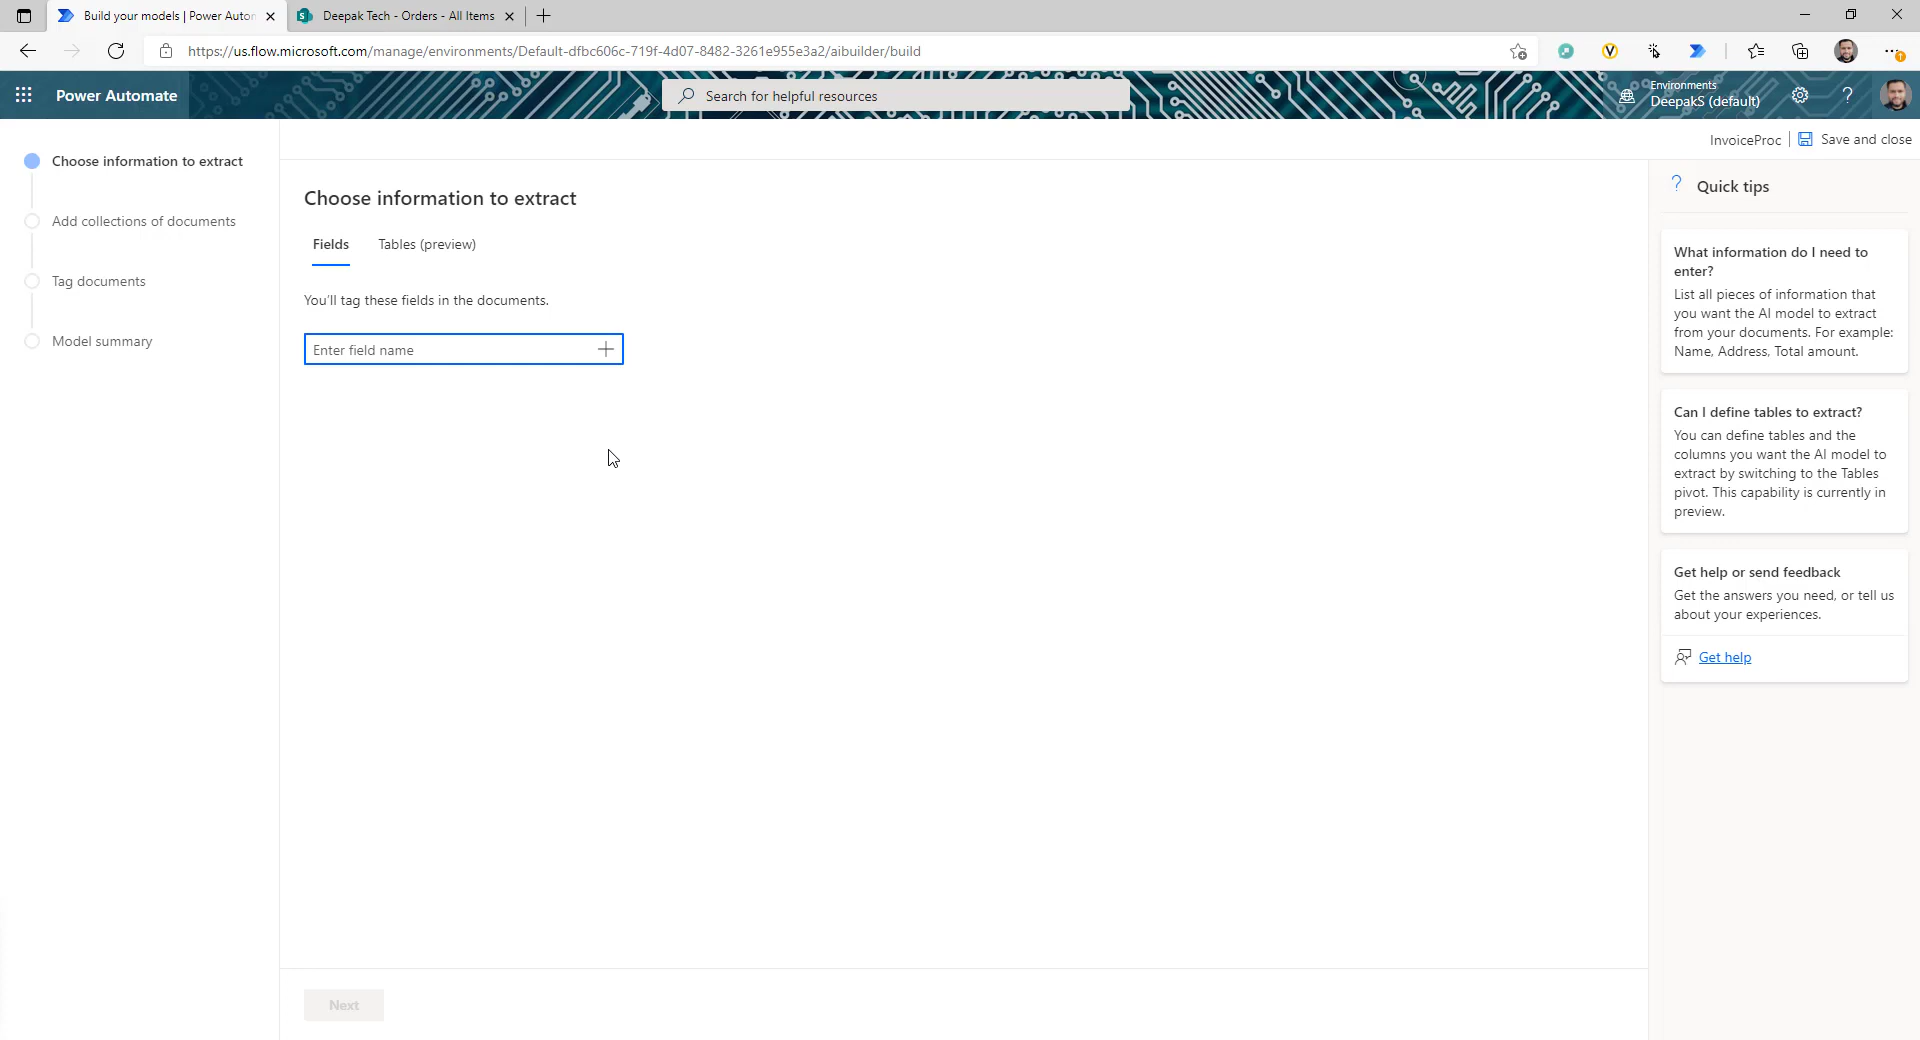 Build your models | Power Autor
Deepak Tech - Orders - All Items
https://us.flow.microsoft.com/manage/environments/Default-dfbc606c-719f-4d07-8482-3261e955e3a2/aibuilder/build
Power Automate
Search for helpful resources
Environments
DeepakS (default)
InvoiceProc
Save and close
Choose information to extract
Add collections of documents
Tag documents
Model summary
Choose information to extract
Fields
Tables (preview)
You'll tag these fields in the documents.
Enter field name
Next
Quick tips
What information do I need to
enter?
List all pieces of information that
you want the AI model to extract
from your documents. For example:
Name, Address, Total amount.
Can I define tables to extract?
You can define tables and the
columns you want the AI model to
extract by switching to the Tables
pivot. This capability is currently in
preview.
Get help or send feedback
Get the answers you need, or tell us
about your experiences.
Get help